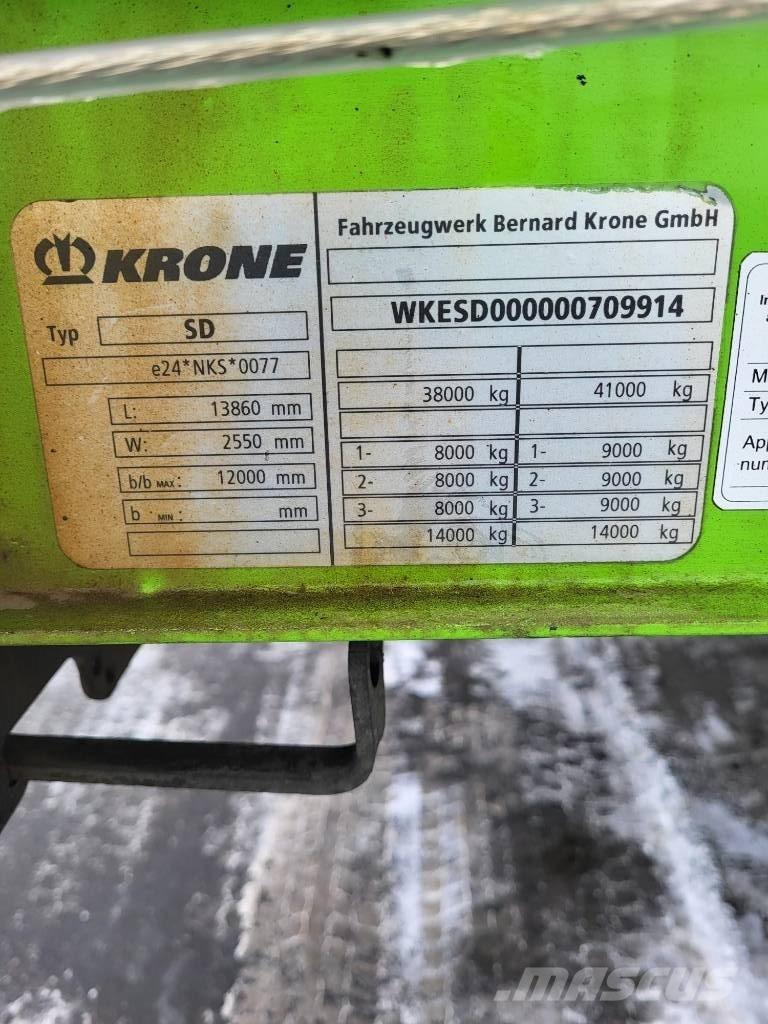 KRONE
Typ SD
e24*NKS*0077
L: 13860 mm
W: 2550 mm
b/b MAX: 12000 mm
b MIN: mm
Fahrzeugwerk Bernard Krone GmbH
WKESD000000709914
38000 kg 41000 kg
1- 8000 kg 1- 9000 kg
2- 8000 kg 2- 9000 kg
3- 8000 kg 3- 9000 kg
14000 kg 14000 kg
MASCUS